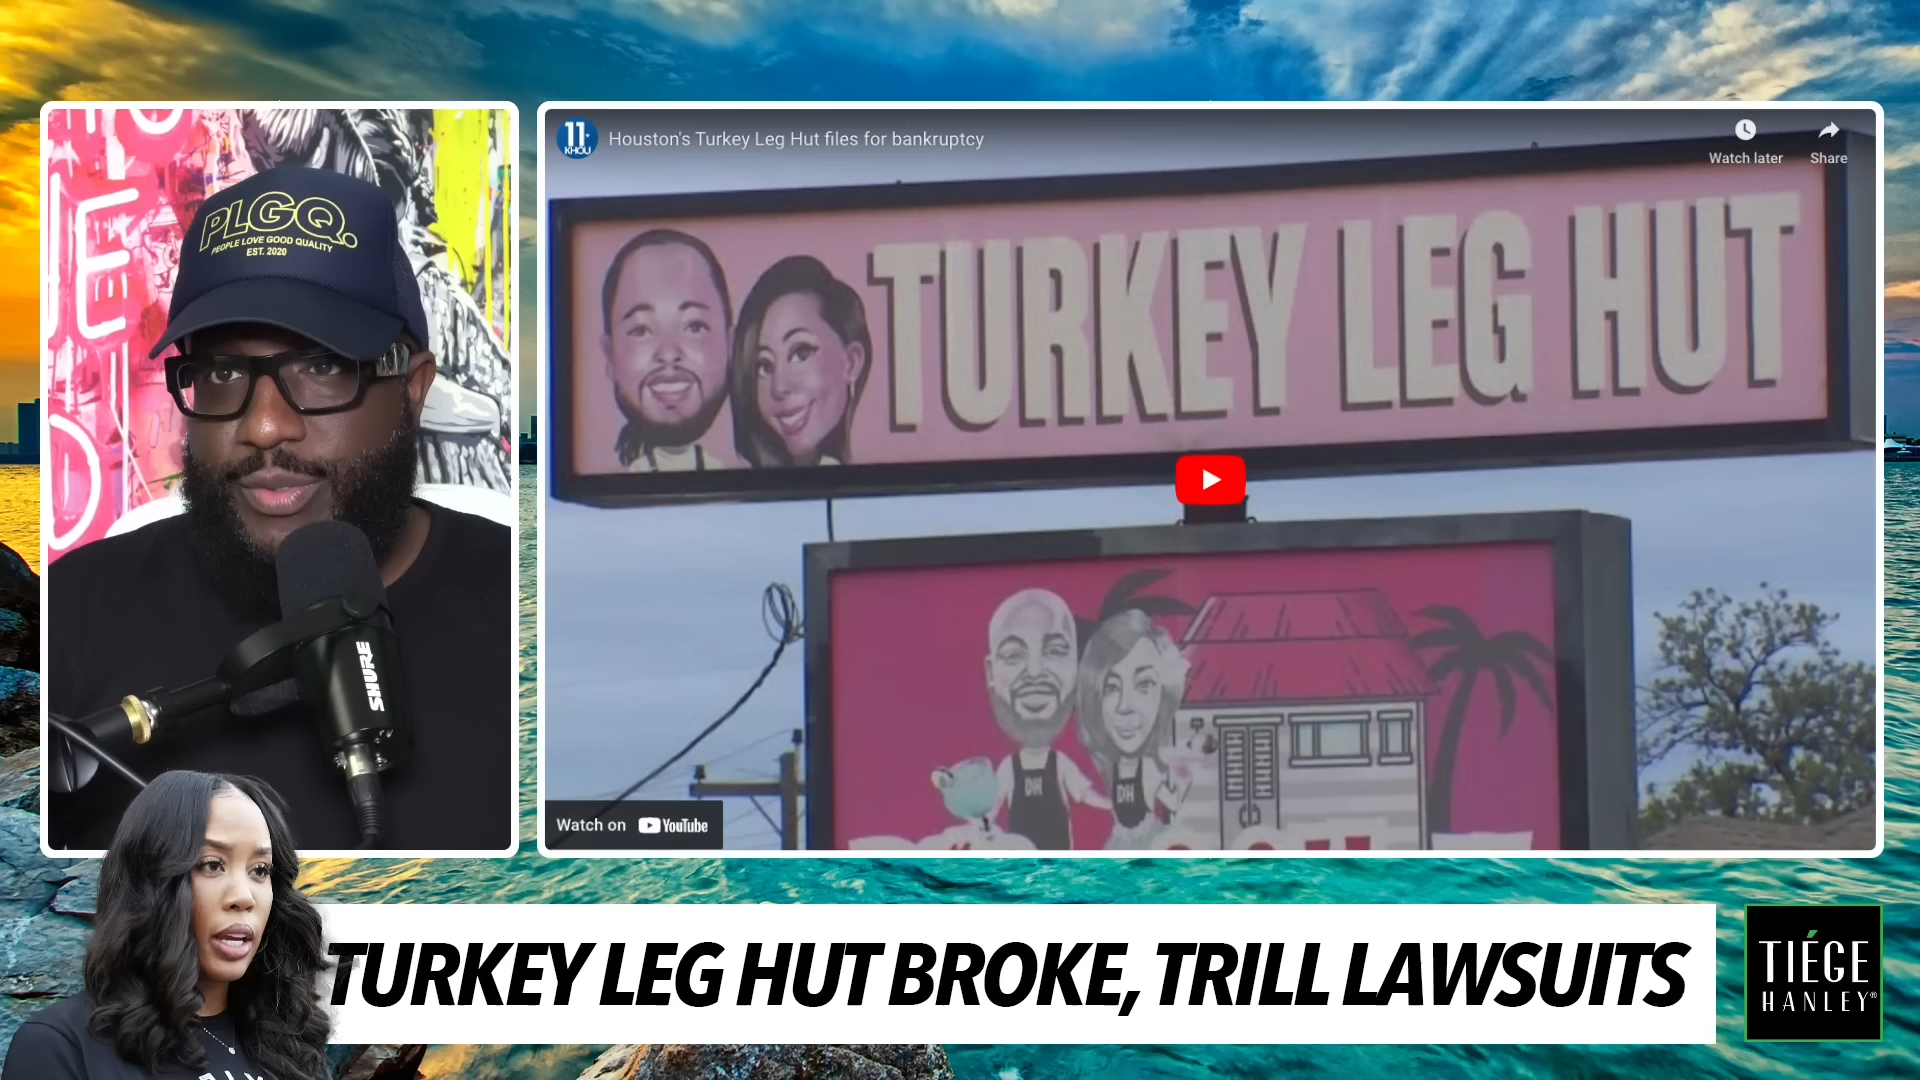 PLGQ.
PEOPLE LOVE GOOD QUALITY
EST. 2020
SHURE
11
KHOU
Houston's Turkey Leg Hut files for bankruptcy
Watch later
Share
TURKEY LEG HUT
DH
DH
Watch on YouTube
TURKEY LEG HUT BROKE, TRILL LAWSUITS
TIÉGE
HANLEY®